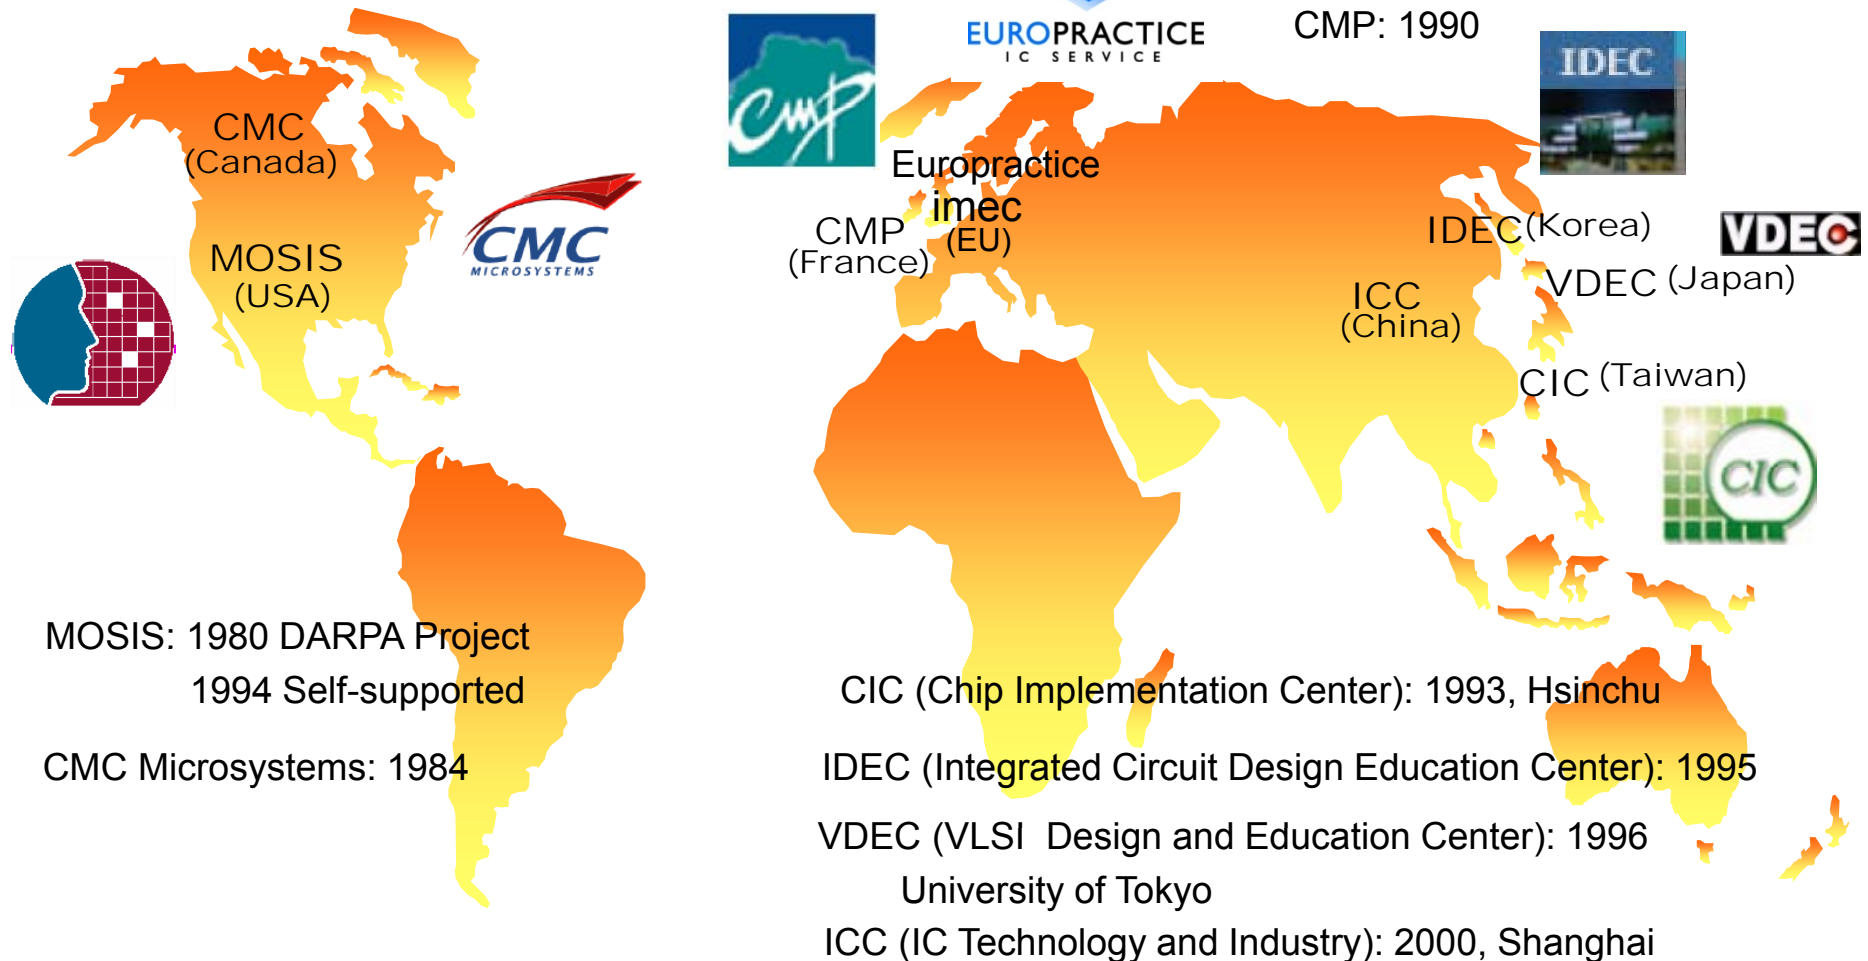 EUROPRACTICE
IC SERVICE
CMP: 1990
cmp
IDEC
CMC
(Canada)
Europractice
imec
(EU)
CMP
(France)
CMC
MICROSYSTEMS
MOSIS
(USA)
IDEC(Korea)
VDEC
VDEC (Japan)
ICC
(China)
CIC (Taiwan)
CIC
MOSIS: 1980 DARPA Project
1994 Self-supported
CMC Microsystems: 1984
CIC (Chip Implementation Center): 1993, Hsinchu
IDEC (Integrated Circuit Design Education Center): 1995
VDEC (VLSI  Design and Education Center): 1996
University of Tokyo
ICC (IC Technology and Industry): 2000, Shanghai